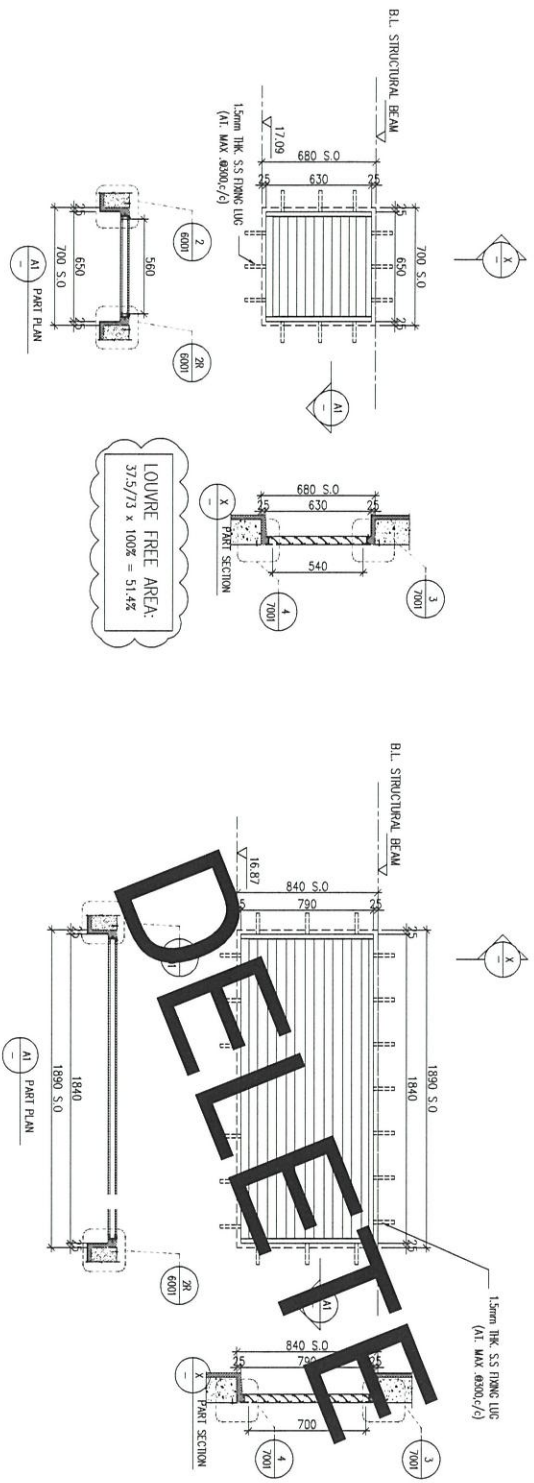 B.L. STRUCTURAL BEAM
17.09
1.5mm THK. S.S FIXING LUG
(AT. MAX .@300,c/c)
680 S.O
25 630 25
700 S.O
25 650 25
X
-
A1
-
680 S.O
630
540
3
7001
4
7001
X
-
PART SECTION
560
25 650 25
700 S.O
2
6001
2R
6001
A1
-
PART PLAN
LOUVRE FREE AREA:
37.5/73 x 100% = 51.4%
B.L. STRUCTURAL BEAM
16.87
1.5mm THK. S.S FIXING LUG
(AT. MAX .@300,c/c)
840 S.O
790 25
1890 S.O
25 1840 25
X
-
A1
840 S.O
25 790 25
700
3
7001
4
7001
X
-
PART SECTION
25 1840 25
1890 S.O
2R
6001
A1
-
PART PLAN
DELETE